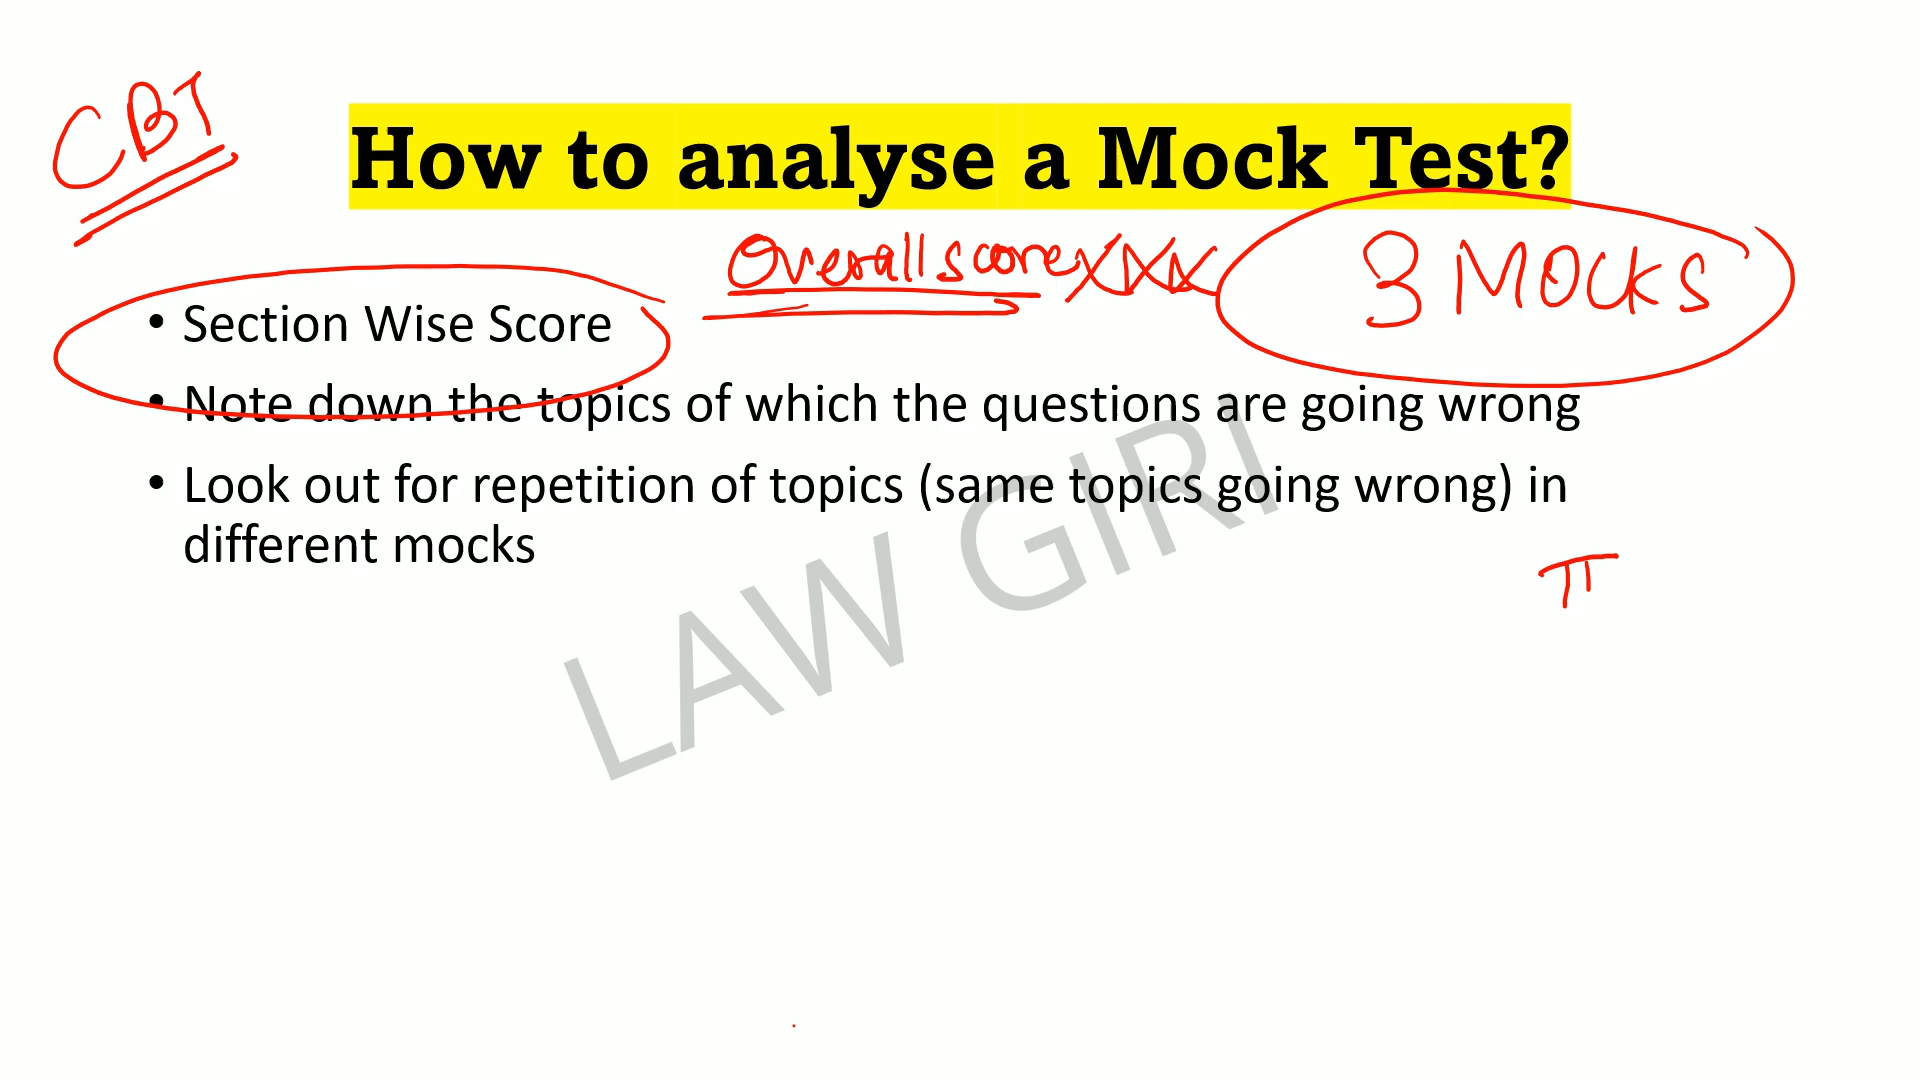 CBT
How to analyse a Mock Test?
Overall score XXX
3 MOCKS
• Section Wise Score
• Note down the topics of which the questions are going wrong
• Look out for repetition of topics (same topics going wrong) in
different mocks
LAW GIRI